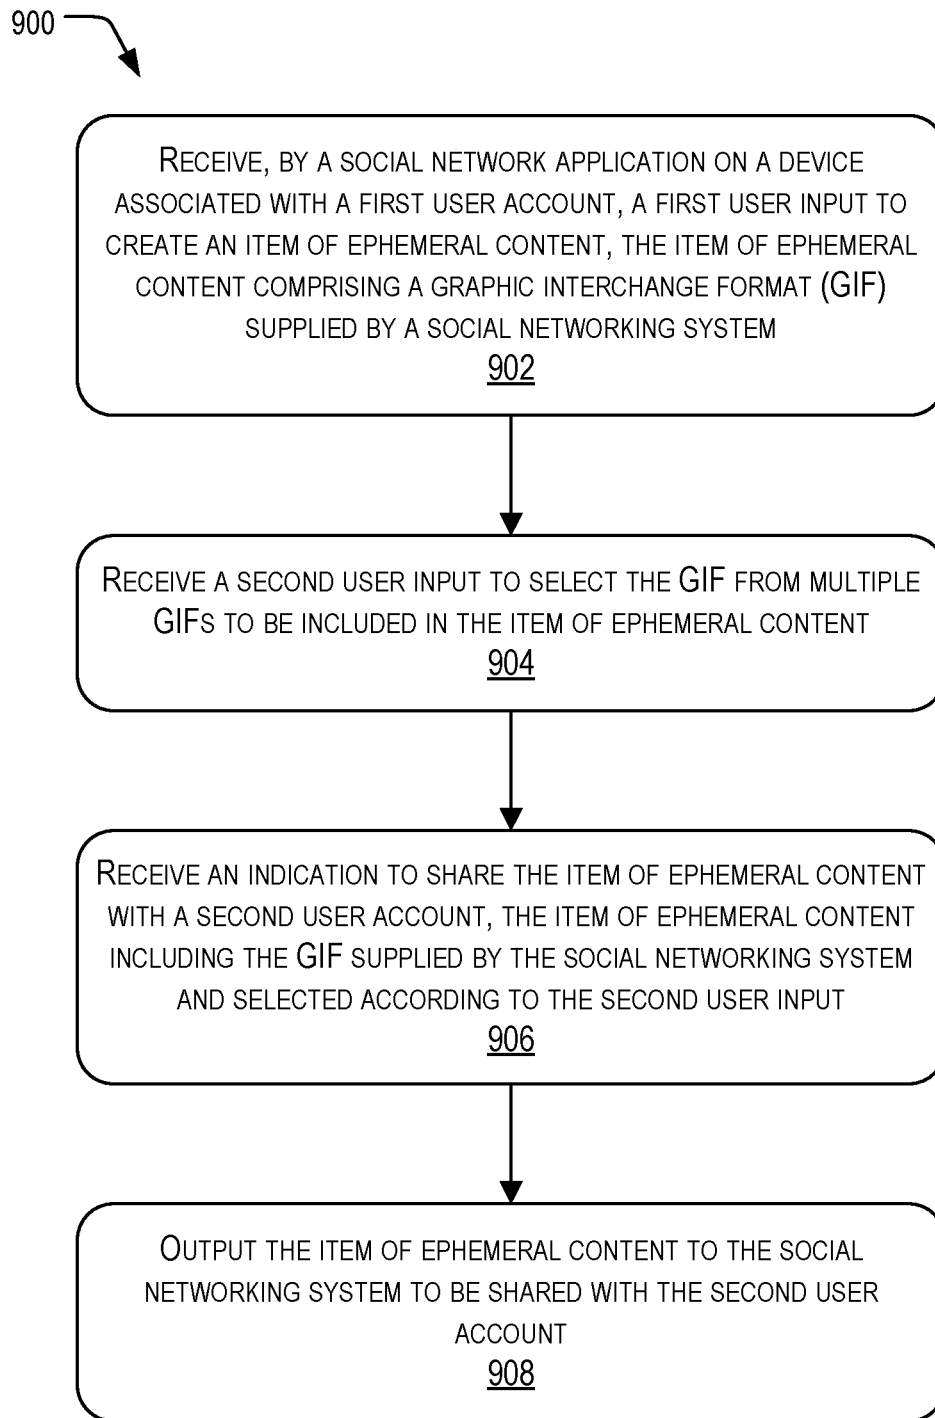 900
RECEIVE, BY A SOCIAL NETWORK APPLICATION ON A DEVICE
ASSOCIATED WITH A FIRST USER ACCOUNT, A FIRST USER INPUT TO
CREATE AN ITEM OF EPHEMERAL CONTENT, THE ITEM OF EPHEMERAL
CONTENT COMPRISING A GRAPHIC INTERCHANGE FORMAT (GIF)
SUPPLIED BY A SOCIAL NETWORKING SYSTEM
902
RECEIVE A SECOND USER INPUT TO SELECT THE GIF FROM MULTIPLE
GIFS TO BE INCLUDED IN THE ITEM OF EPHEMERAL CONTENT
904
RECEIVE AN INDICATION TO SHARE THE ITEM OF EPHEMERAL CONTENT
WITH A SECOND USER ACCOUNT, THE ITEM OF EPHEMERAL CONTENT
INCLUDING THE GIF SUPPLIED BY THE SOCIAL NETWORKING SYSTEM
AND SELECTED ACCORDING TO THE SECOND USER INPUT
906
OUTPUT THE ITEM OF EPHEMERAL CONTENT TO THE SOCIAL
NETWORKING SYSTEM TO BE SHARED WITH THE SECOND USER
ACCOUNT
908